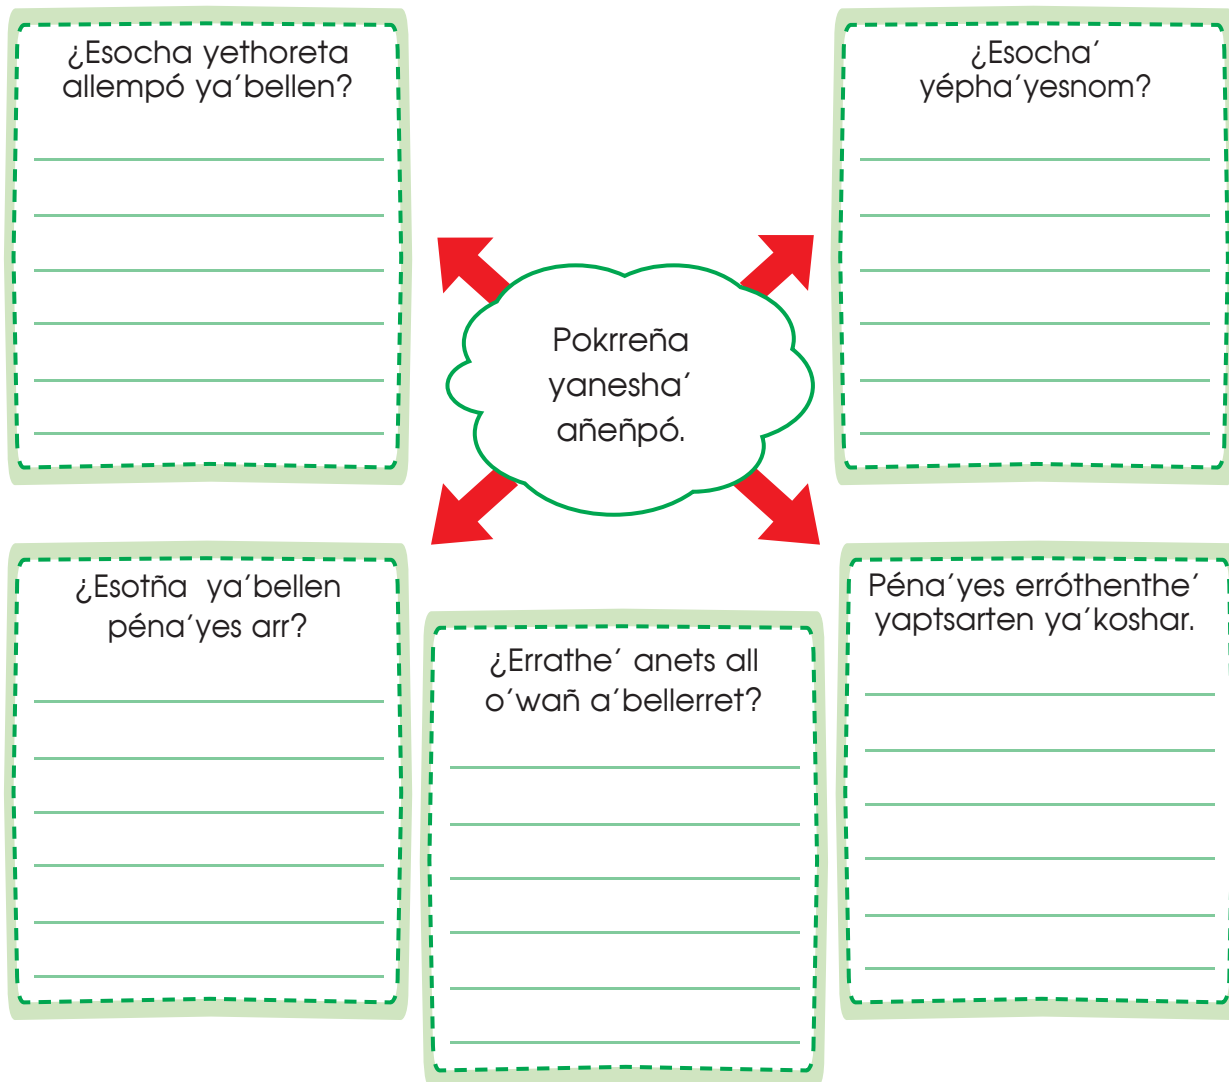 ¿Esocha yethoreta
allempó ya´bellen?
¿Esocha´
yépha´yesnom?
Pokrreña
yanesha´
añeñpó.
¿Esotña ya´bellen
péna´yes arr?
¿Errathe´ anets all
o´wañ a´bellerret?
Péna´yes erróthenthe´
yaptsarten ya´koshar.